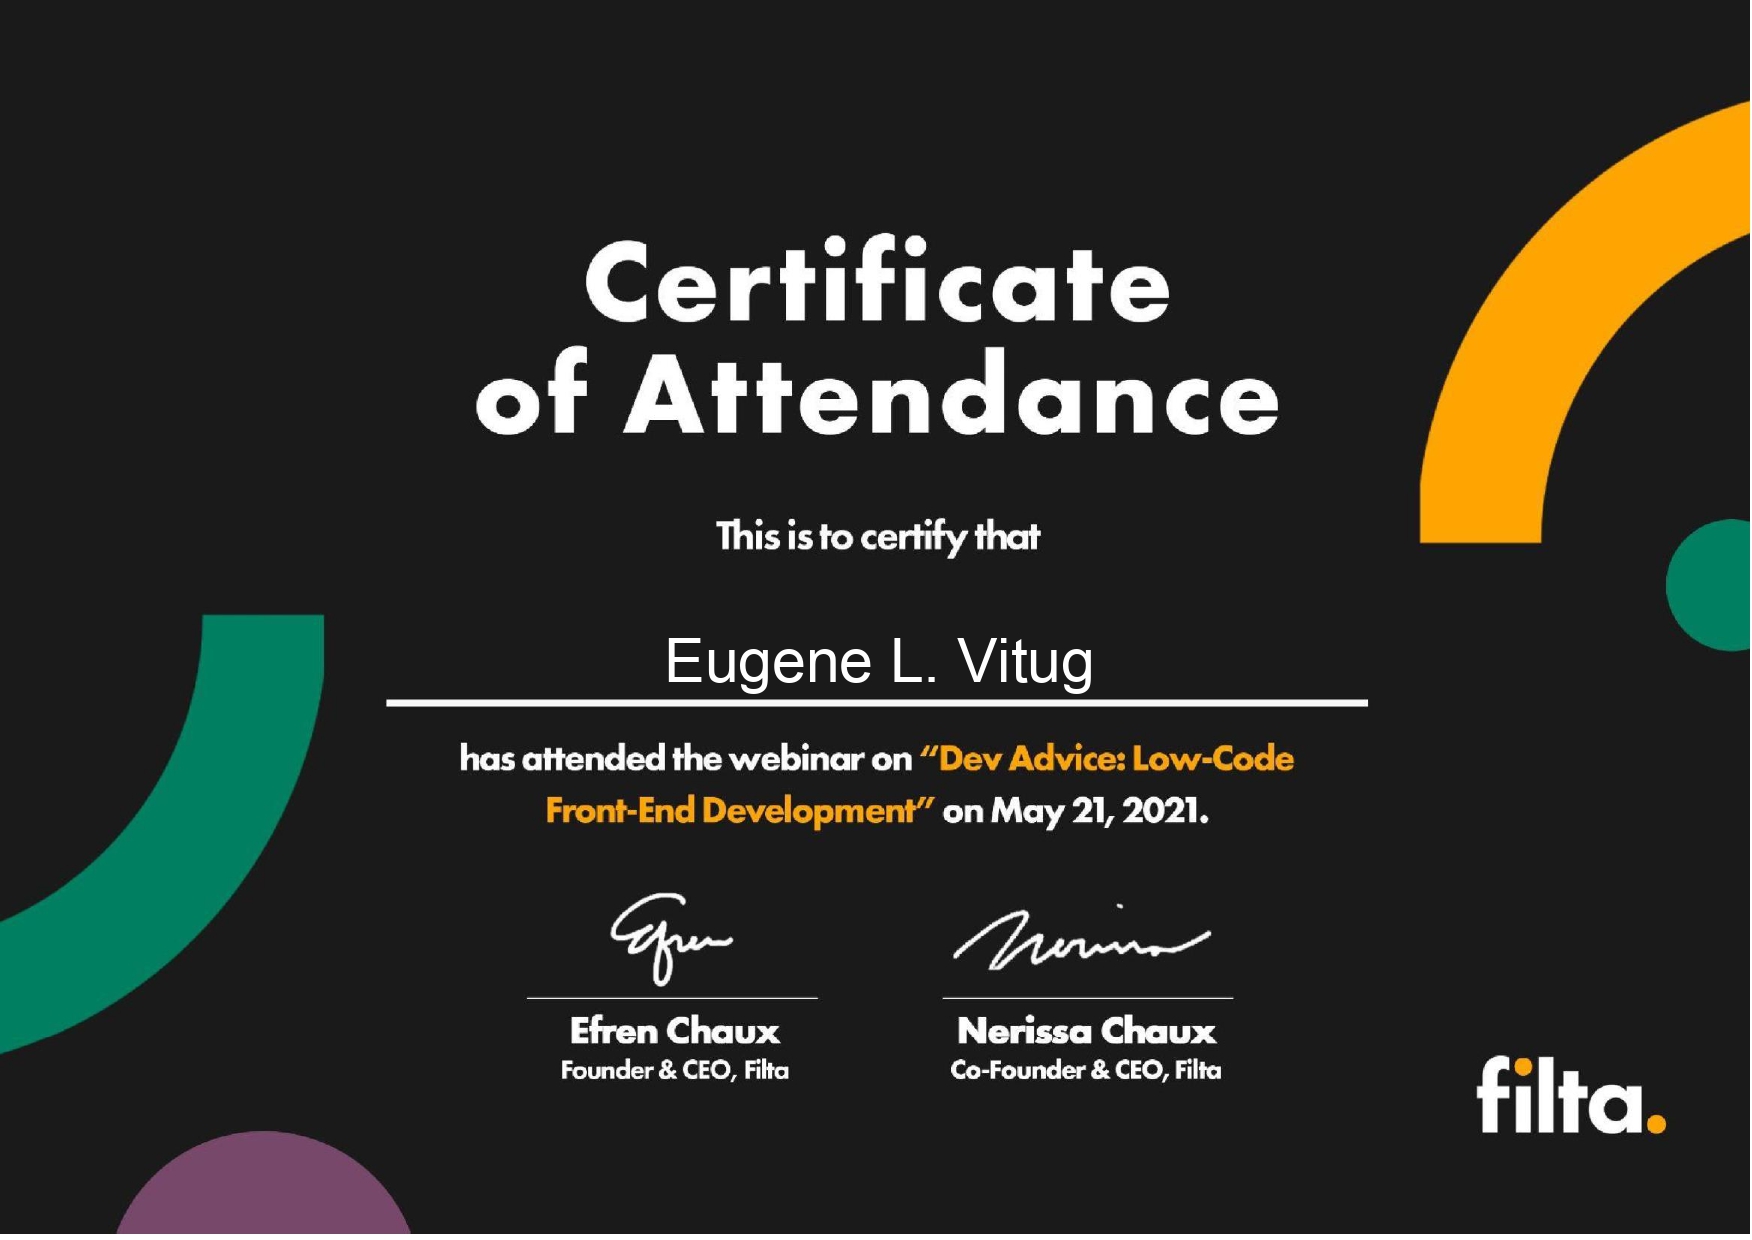 Certificate
of Attendance
This is to certify that
Eugene L. Vitug
has attended the webinar on “Dev Advice: Low-Code
Front-End Development” on May 21, 2021.
Efren
Nerissa
Efren Chaux
Founder & CEO, Filta
Nerissa Chaux
Co-Founder & CEO, Filta
filta.